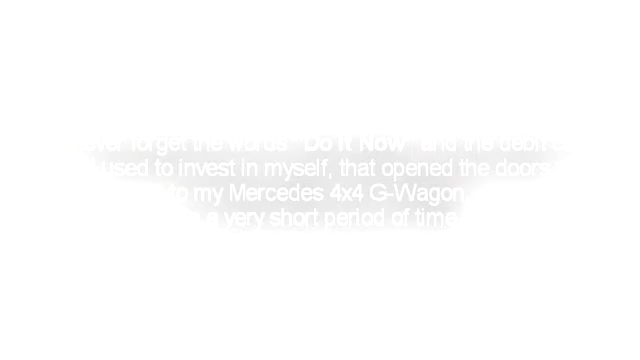 forget the words "Do It Now" and the debit
used to invest in myself, that opened the doors
to my Mercedes 4x4 G-Wagon,
a very short period of time